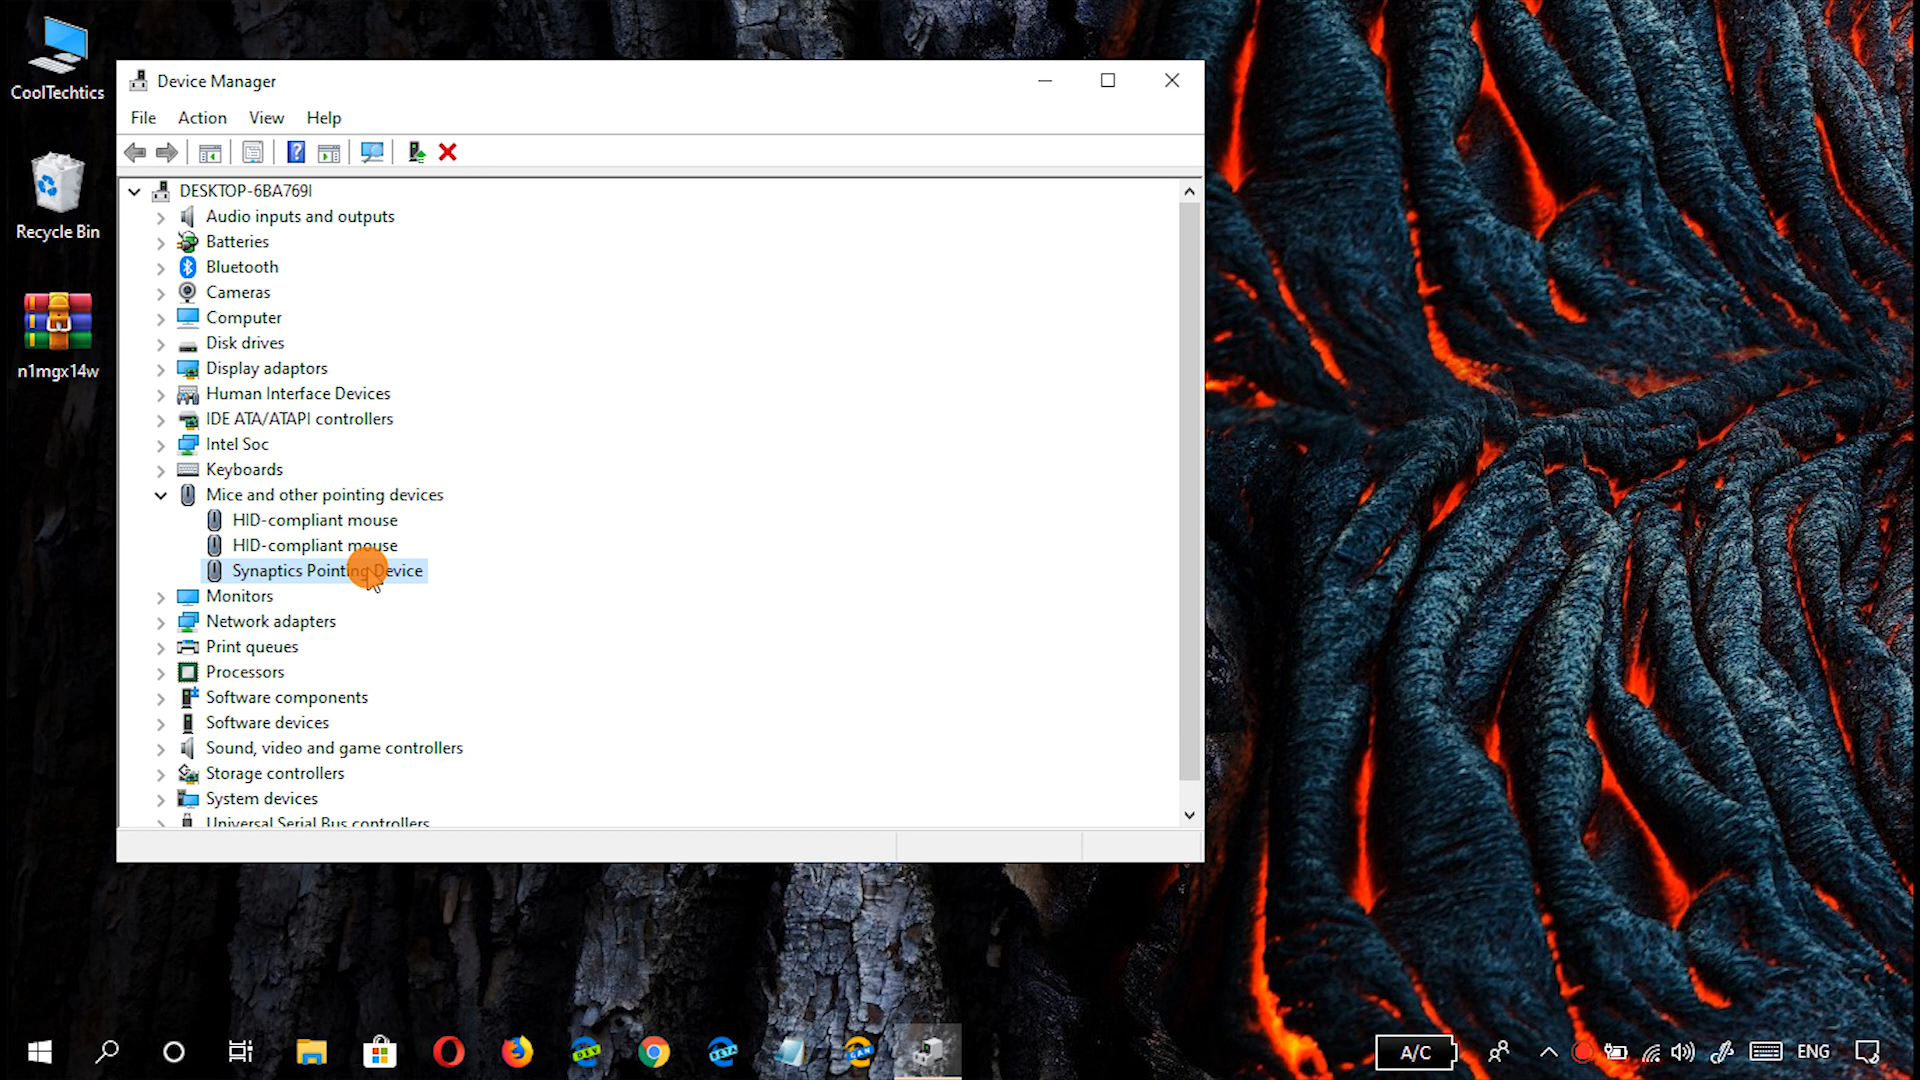 CoolTechtics
Recycle Bin
n1mgx14w
Device Manager
File Action View Help
DESKTOP-6BA769I
Audio inputs and outputs
Batteries
Bluetooth
Cameras
Computer
Disk drives
Display adaptors
Human Interface Devices
IDE ATA/ATAPI controllers
Intel Soc
Keyboards
Mice and other pointing devices
HID-compliant mouse
HID-compliant mouse
Synaptics Pointing Device
Monitors
Network adapters
Print queues
Processors
Software components
Software devices
Sound, video and game controllers
Storage controllers
System devices
Universal Serial Bus controllers
DEV
BETA
CAN
A/C
ENG